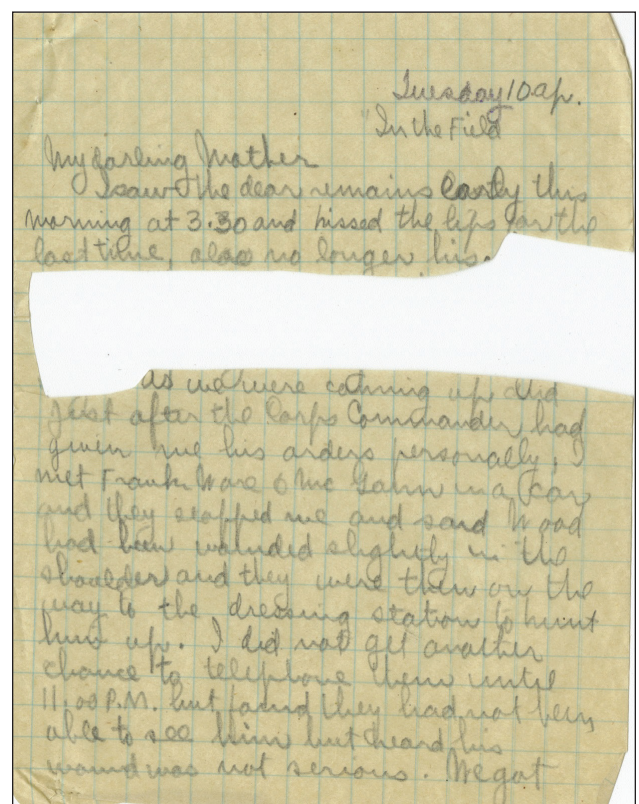 Tuesday 10 a.p.
In the Field
My darling Mother
I saw the dear remains early this
morning at 3.30 and kissed the lips for the
last time, alas no longer his.
as we were coming up and
just after the Corps Commander had
given me his orders personally, I
met Frank Ware & Mc Gann in a car
and they stopped me and said Wood
had been wounded slightly in the
shoulder and they were then on the
way to the dressing station to hunt
him up. I did not get another
chance to telephone them until
11.00 P.M. but found they had not been
able to see him but heard his
wound was not serious. We got